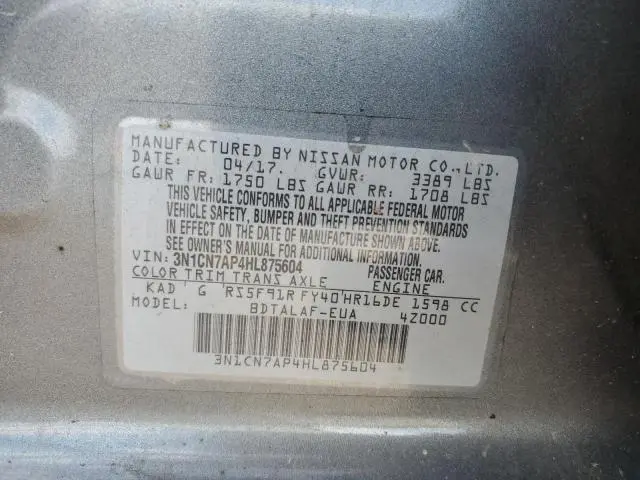 MANUFACTURED BY NISSAN MOTOR CO., LTD.
DATE: 04/17. GVWR: 3389 LBS
GAWR FR: 1750 LBS GAWR RR: 1708 LBS
THIS VEHICLE CONFORMS TO ALL APPLICABLE FEDERAL MOTOR
VEHICLE SAFETY, BUMPER AND THEFT PREVENTION STANDARDS
IN EFFECT ON THE DATE OF MANUFACTURE SHOWN ABOVE.
SEE OWNER'S MANUAL FOR ADDITIONAL INFORMATION
VIN: 3N1CN7AP4HL875604 PASSENGER CAR.
COLOR TRIM TRANS AXLE ENGINE
KAD G RS5F91R FY40 HR16DE 1598 CC
MODEL: BDTALAF-EUA 4Z000
3N1CN7AP4HL875604